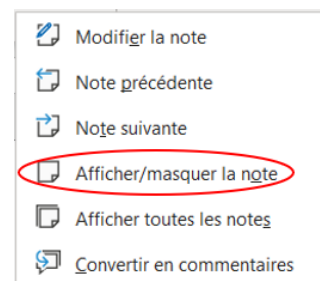 Modifier la note
Note précédente
Note suivante
Afficher/masquer la note
Afficher toutes les notes
Convertir en commentaires